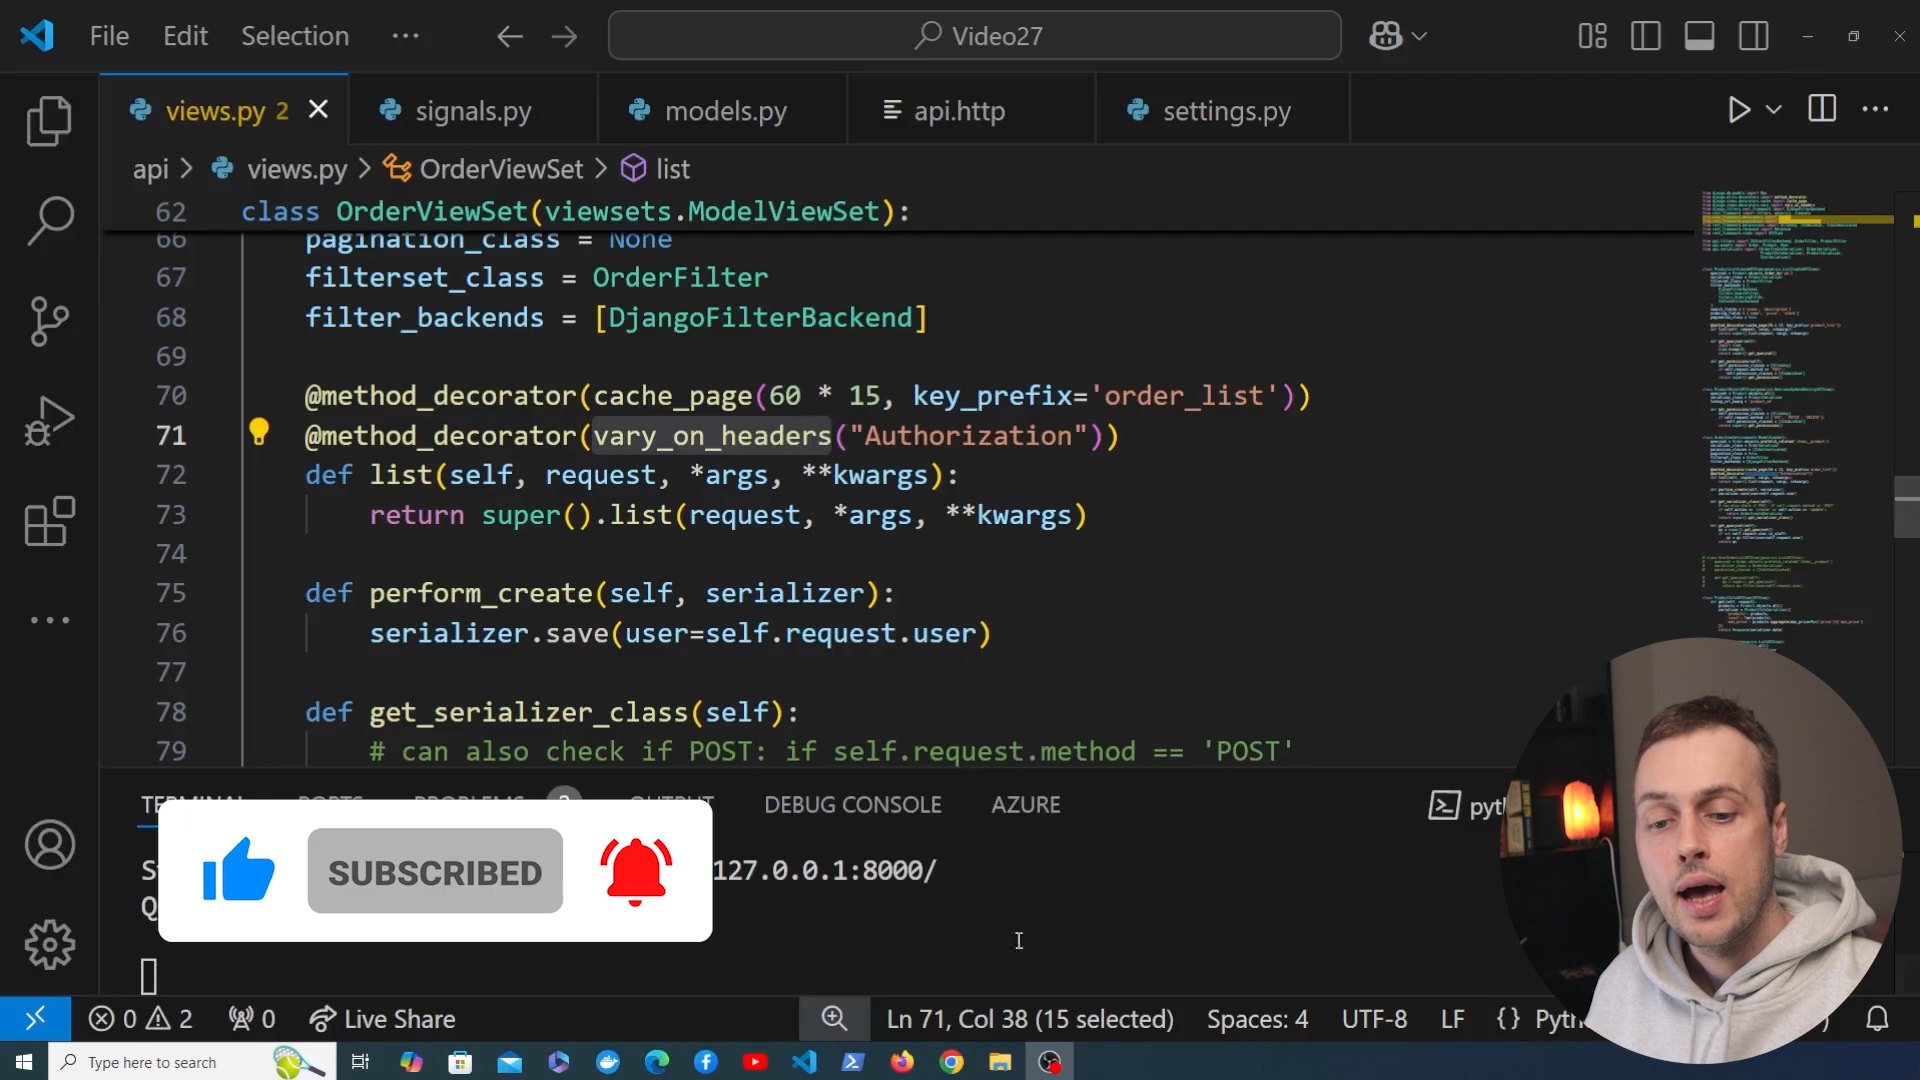 File Edit Selection ... Video27
views.py 2 signals.py models.py api.http settings.py
api > views.py > OrderViewSet > list
62 class OrderViewSet(viewsets.ModelViewSet):
66 pagination_class = None
67 filterset_class = OrderFilter
68 filter_backends = [DjangoFilterBackend]
69
70 @method_decorator(cache_page(60 * 15, key_prefix='order_list'))
71 @method_decorator(vary_on_headers("Authorization"))
72 def list(self, request, *args, **kwargs):
73 return super().list(request, *args, **kwargs)
74
75 def perform_create(self, serializer):
76 serializer.save(user=self.request.user)
77
78 def get_serializer_class(self):
79 # can also check if POST: if self.request.method == 'POST'
TERMINAL PORTS PROBLEMS OUTPUT DEBUG CONSOLE AZURE
127.0.0.1:8000/
SUBSCRIBED
0 2 0 Live Share Ln 71, Col 38 (15 selected) Spaces: 4 UTF-8 LF {}
Type here to search